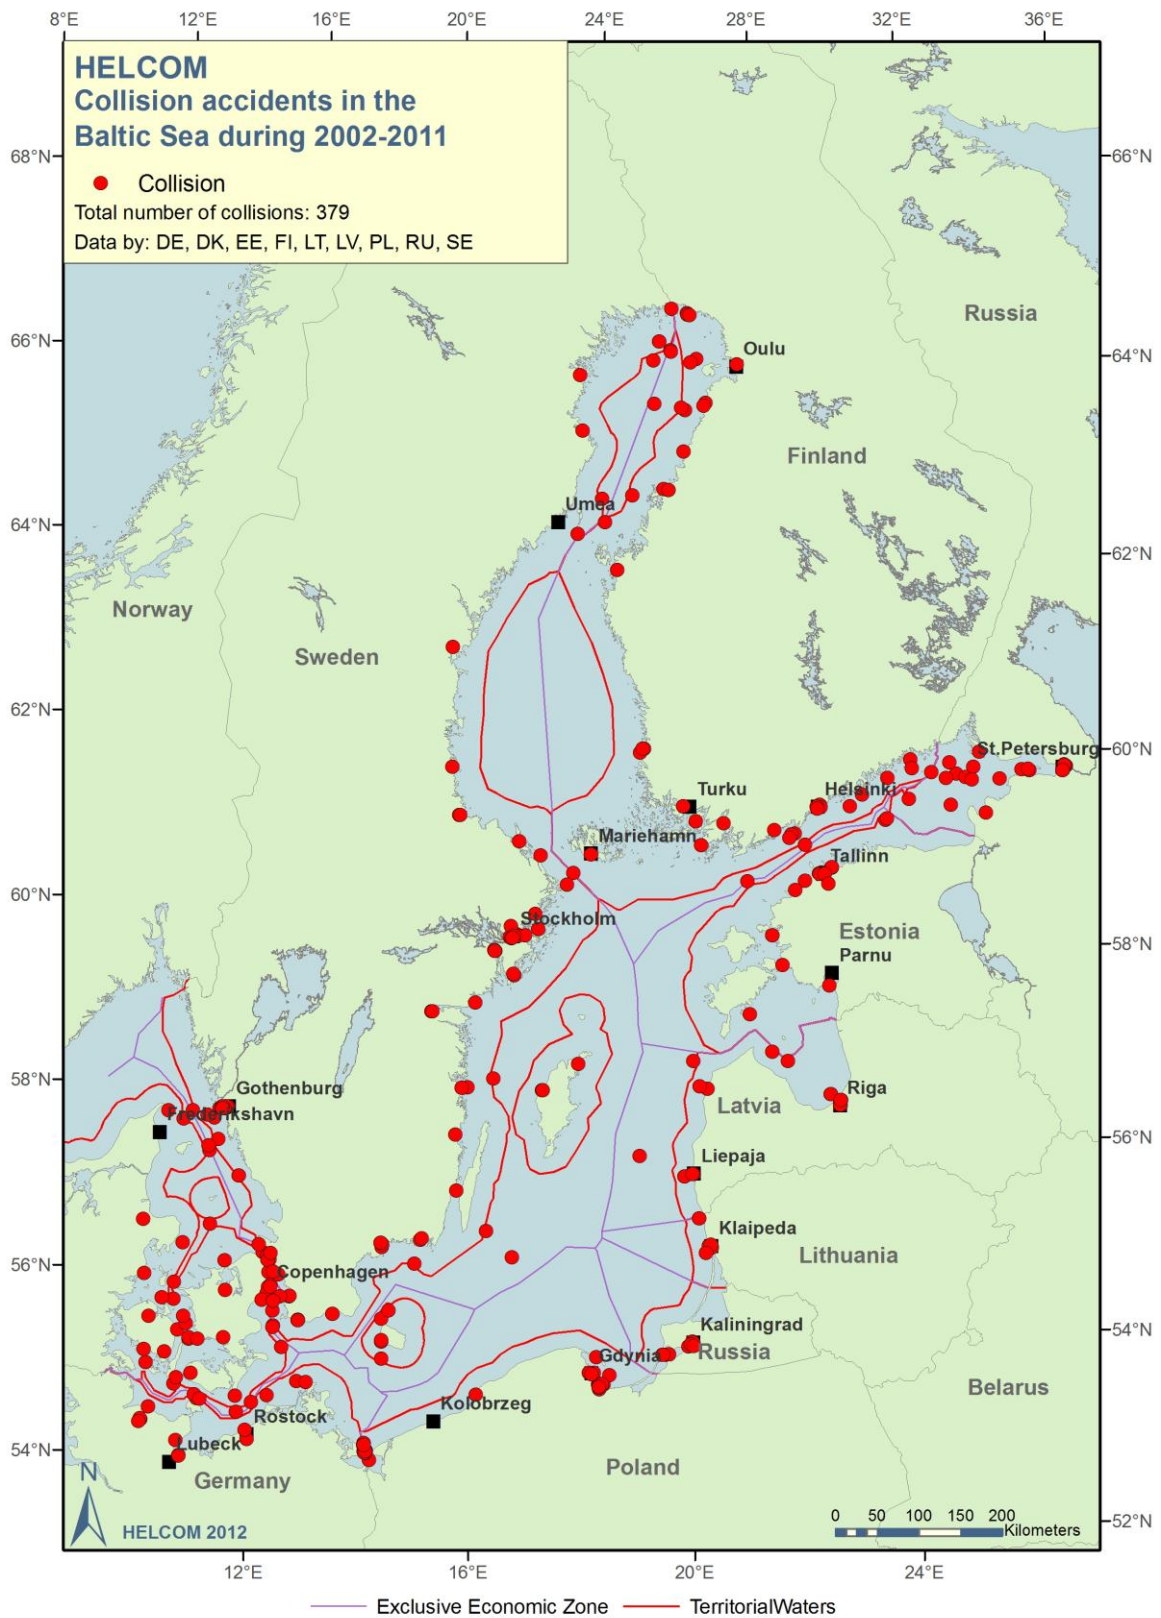 8°E 12°E 16°E 20°E 24°E 28°E 32°E 36°E
HELCOM
Collision accidents in the
Baltic Sea during 2002-2011
Collision
Total number of collisions: 379
Data by: DE, DK, EE, FI, LT, LV, PL, RU, SE
68°N
66°N
Russia
66°N
Oulu
64°N
Finland
Umea
64°N
62°N
Norway
Sweden
62°N
60°N
St.Petersburg
Turku
Helsinki
Mariehamn
Tallinn
60°N
Stockholm
Estonia
58°N
Parnu
58°N
Gothenburg
Riga
Latvia
Frederikshavn
56°N
Liepaja
Klaipeda
Lithuania
56°N
Copenhagen
Kaliningrad
54°N
Russia
Gdynia
Belarus
Kolobrzeg
Rostock
54°N
Lubeck
Poland
N
Germany
0 50 100 150 200
Kilometers
52°N
HELCOM 2012
12°E 16°E 20°E 24°E
Exclusive Economic Zone TerritorialWaters